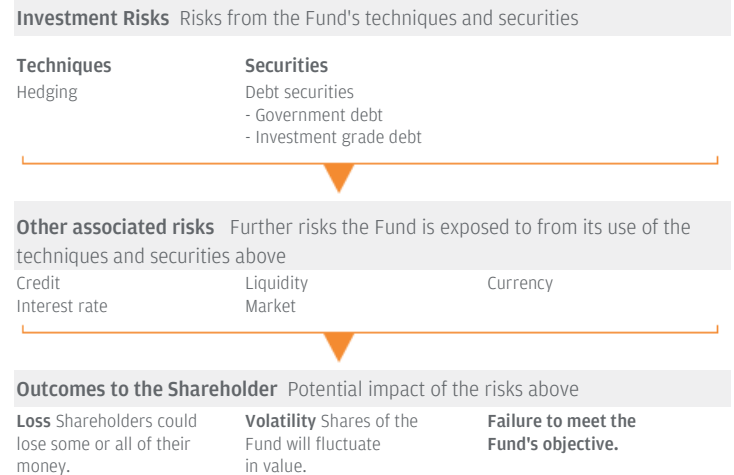 Investment Risks Risks from the Fund's techniques and securities
Techniques
Hedging
Securities
Debt securities
- Government debt
- Investment grade debt
Other associated risks Further risks the Fund is exposed to from its use of the
techniques and securities above
Credit
Interest rate
Liquidity
Market
Currency
Outcomes to the Shareholder Potential impact of the risks above
Loss Shareholders could
lose some or all of their
money.
Volatility Shares of the
Fund will fluctuate
in value.
Failure to meet the
Fund's objective.